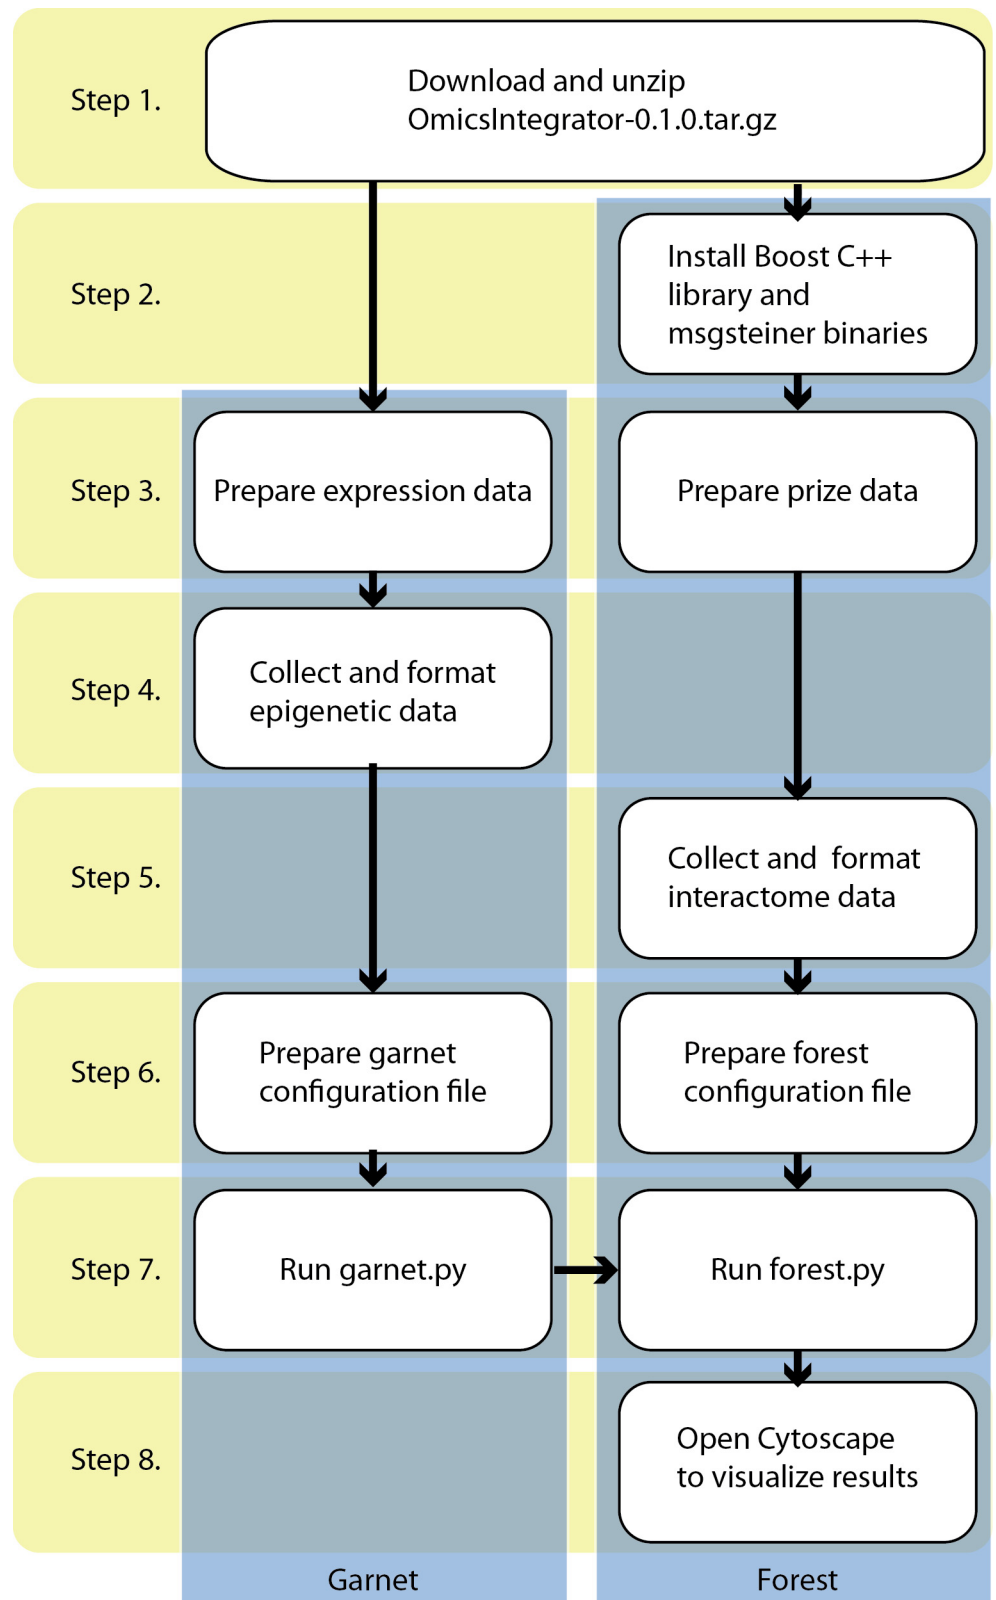 Step 1.
Download and unzip
OmicsIntegrator-0.1.0.tar.gz
Step 2.
Install Boost C++
library and
msgsteiner binaries
Step 3.
Prepare expression data
Prepare prize data
Step 4.
Collect and format
epigenetic data
Step 5.
Collect and  format
interactome data
Step 6.
Prepare garnet
configuration file
Prepare forest
configuration file
Step 7.
Run garnet.py
Run forest.py
Step 8.
Open Cytoscape
to visualize results
Garnet
Forest